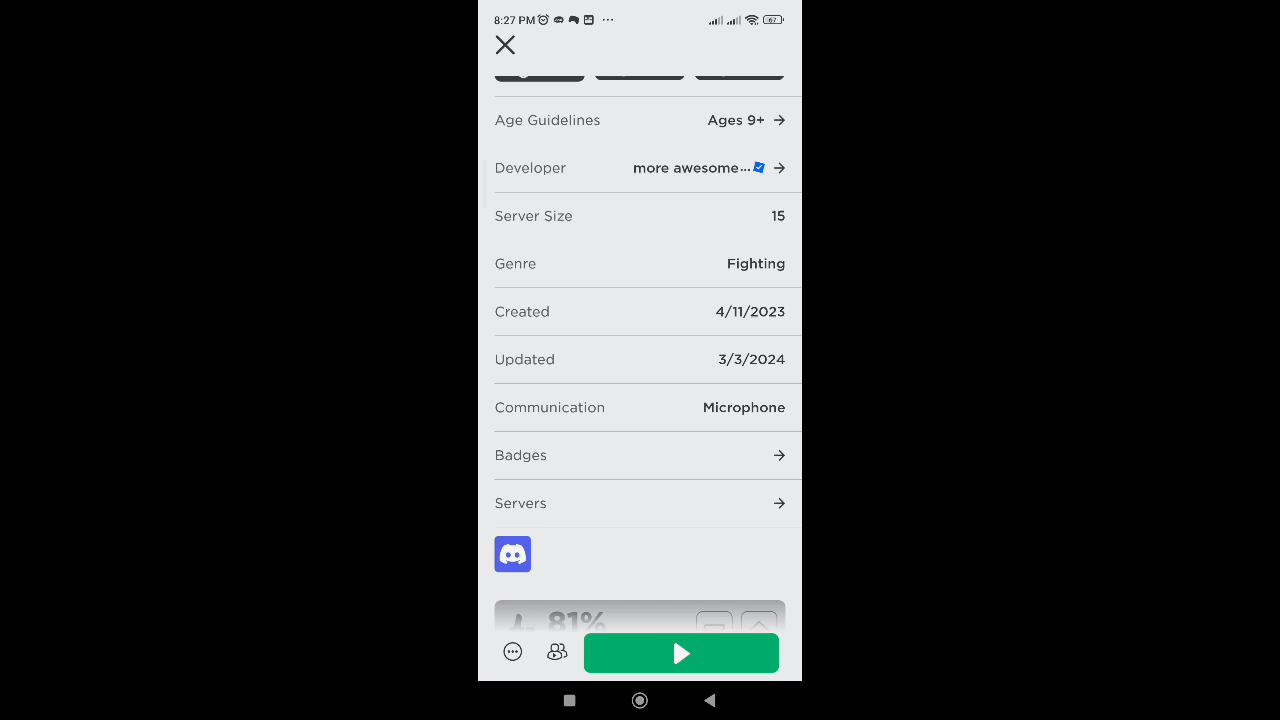 8:27 PM
67
Age Guidelines Ages 9+
Developer more awesome...
Server Size 15
Genre Fighting
Created 4/11/2023
Updated 3/3/2024
Communication Microphone
Badges
Servers
81%